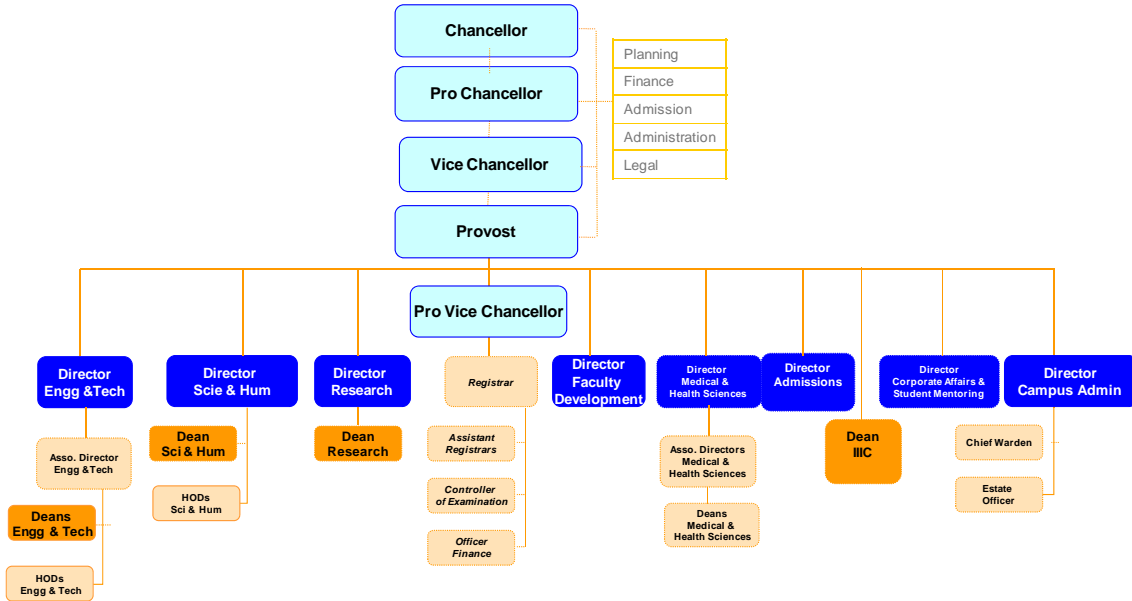 Chancellor
Planning
Finance
Pro Chancellor
Admission
Administration
Vice Chancellor
Legal
Provost
Pro Vice Chancellor
Director
Engg &Tech
Director
Scie & Hum
Director
Research
Registrar
Director
Faculty
Development
Director
Medical &
Health Sciences
Director
Admissions
Director
Corporate Affairs &
Student Mentoring
Director
Campus Admin
Asso. Director
Engg &Tech
Dean
Sci & Hum
Dean
Research
Assistant
Registrars
Asso. Directors
Medical &
Health Sciences
Dean
IIIC
Chief Warden
HODs
Sci & Hum
Controller
of Examination
Estate
Officer
Deans
Engg & Tech
Deans
Medical &
Health Sciences
Officer
Finance
HODs
Engg & Tech